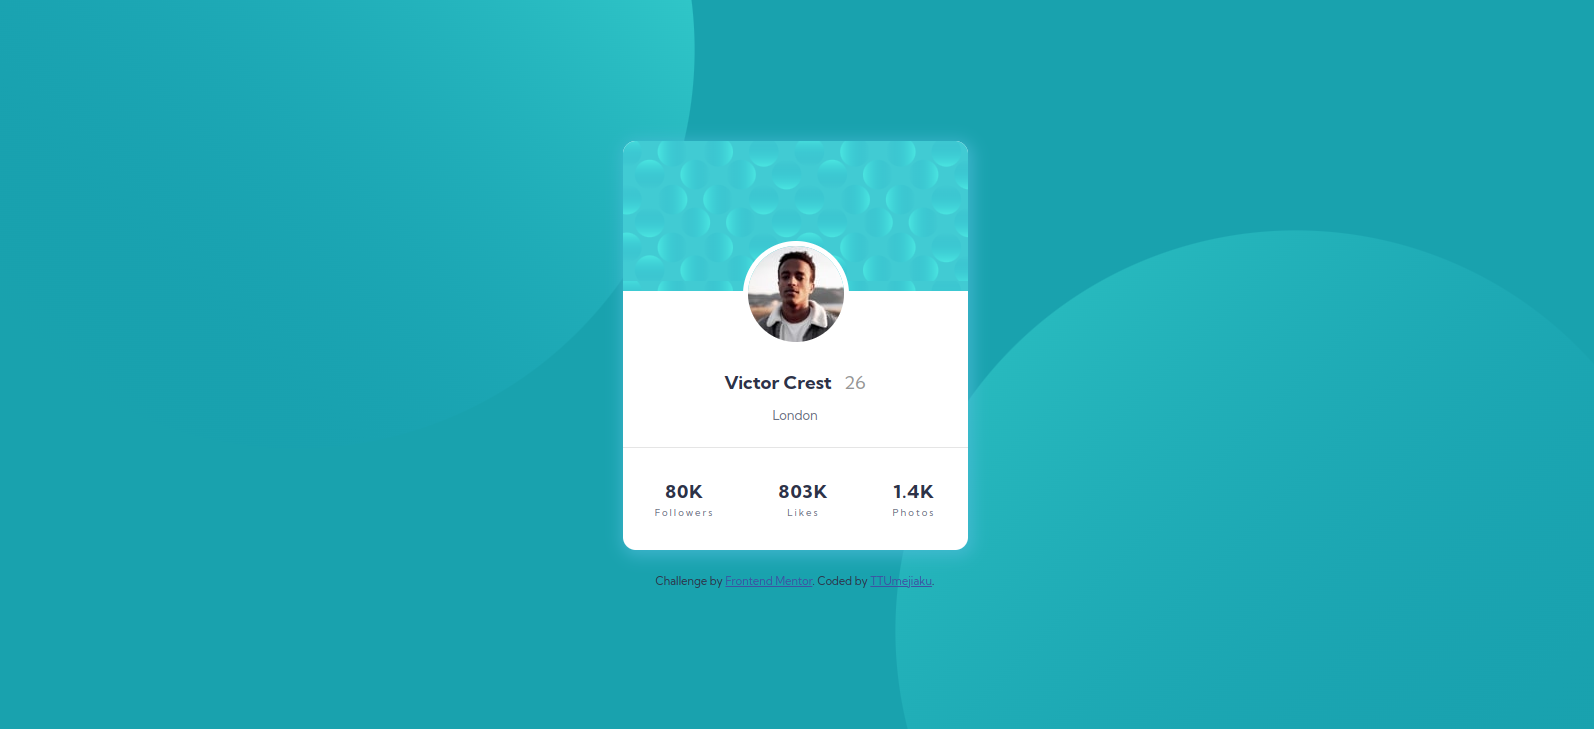 Victor Crest 26
London
80K 803K 1.4K
Followers Likes Photos
Challenge by Frontend Mentor. Coded by TTUmejiaku.